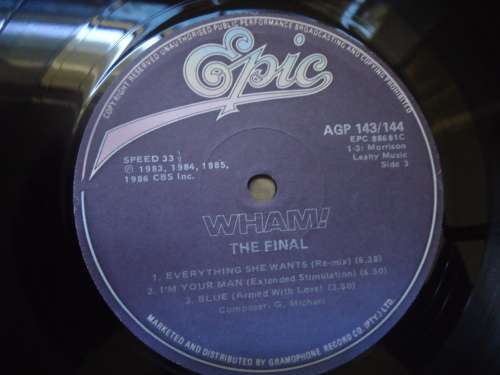 COPYRIGHT RESERVED UNAUTHORISED PUBLIC PERFORMANCE BROADCASTING AND COPYING PROHIBITED
Epic
AGP 143/144
EPC 88681C
1-3: Morrison
Leahy Music
Side 3
SPEED 33⅓
℗ 1983, 1984, 1985,
1986 CBS Inc.
WHAM!
THE FINAL
1. EVERYTHING SHE WANTS (Re-mix) (6.38)
2. I'M YOUR MAN (Extended Stimulation) (6.50)
3. BLUE (Armed With Love) (3.50)
Composer- G. Michael
MARKETED AND DISTRIBUTED BY GRAMOPHONE RECORD CO (PTY.) LTD.